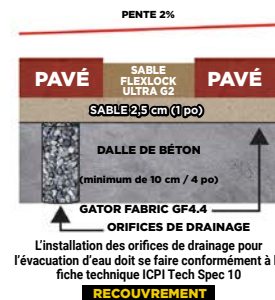 PENTE 2%
PAVÉ
SABLE
FLEXLOCK
ULTRA G2
PAVÉ
SABLE 2,5 cm (1 po)
DALLE DE BÉTON
(minimum de 10 cm / 4 po)
GATOR FABRIC GF4.4
ORIFICES DE DRAINAGE
L'installation des orifices de drainage pour
l'évacuation d'eau doit se faire conformément à l
fiche technique ICPI Tech Spec 10
RECOUVREMENT